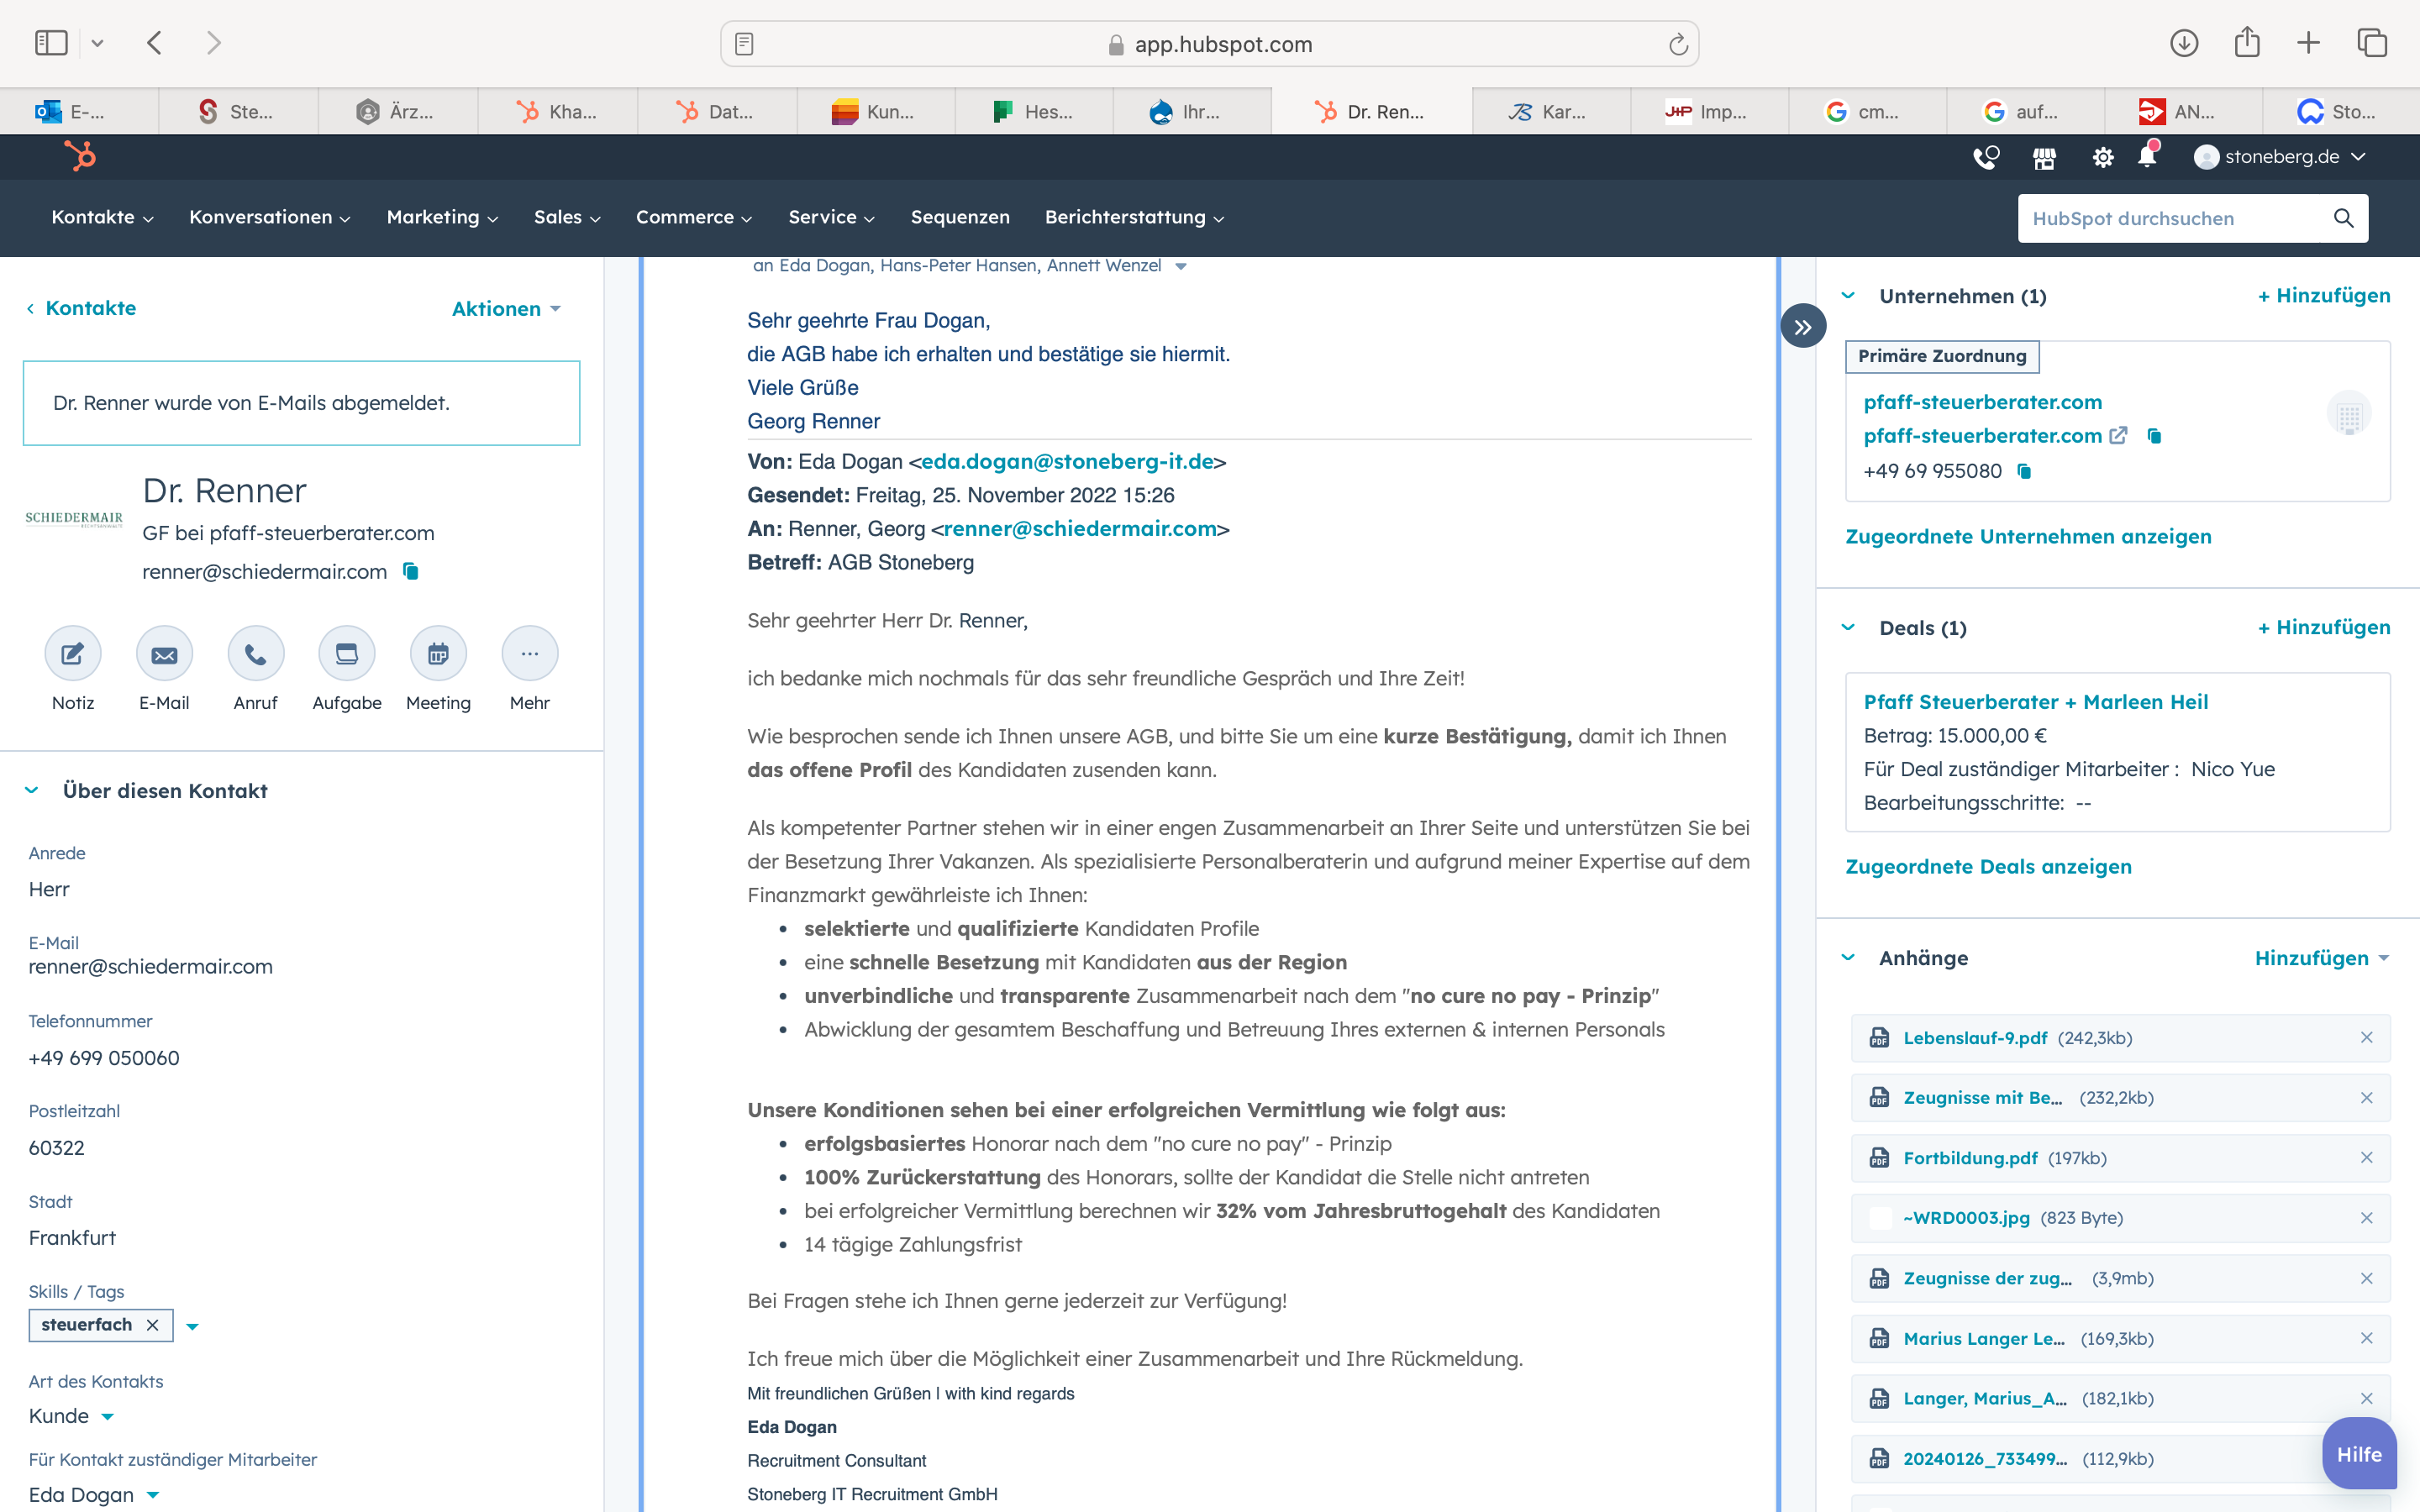 app.hubspot.com
E-...
Ste...
Ärz...
Kha...
Dat...
Kun...
Hes...
Ihr...
Dr. Ren...
Kar...
Imp...
cm...
auf...
AN...
Sto...
stoneberg.de
Kontakte
Konversationen
Marketing
Sales
Commerce
Service
Sequenzen
Berichterstattung
HubSpot durchsuchen
Kontakte
Aktionen
Dr. Renner wurde von E-Mails abgemeldet.
SCHIEDERMAIR
Dr. Renner
GF bei pfaff-steuerberater.com
renner@schiedermair.com
Notiz
E-Mail
Anruf
Aufgabe
Meeting
Mehr
Über diesen Kontakt
Anrede
Herr
E-Mail
renner@schiedermair.com
Telefonnummer
+49 699 050060
Postleitzahl
60322
Stadt
Frankfurt
Skills / Tags
steuerfach
Art des Kontakts
Kunde
Für Kontakt zuständiger Mitarbeiter
Eda Dogan
an Eda Dogan, Hans-Peter Hansen, Annett Wenzel
Sehr geehrte Frau Dogan,
die AGB habe ich erhalten und bestätige sie hiermit.
Viele Grüße
Georg Renner
Von: Eda Dogan <eda.dogan@stoneberg-it.de>
Gesendet: Freitag, 25. November 2022 15:26
An: Renner, Georg <renner@schiedermair.com>
Betreff: AGB Stoneberg
Sehr geehrter Herr Dr. Renner,
ich bedanke mich nochmals für das sehr freundliche Gespräch und Ihre Zeit!
Wie besprochen sende ich Ihnen unsere AGB, und bitte Sie um eine kurze Bestätigung, damit ich Ihnen
das offene Profil des Kandidaten zusenden kann.
Als kompetenter Partner stehen wir in einer engen Zusammenarbeit an Ihrer Seite und unterstützen Sie bei
der Besetzung Ihrer Vakanzen. Als spezialisierte Personalberaterin und aufgrund meiner Expertise auf dem
Finanzmarkt gewährleiste ich Ihnen:
• selektierte und qualifizierte Kandidaten Profile
• eine schnelle Besetzung mit Kandidaten aus der Region
• unverbindliche und transparente Zusammenarbeit nach dem "no cure no pay - Prinzip"
• Abwicklung der gesamtem Beschaffung und Betreuung Ihres externen & internen Personals
Unsere Konditionen sehen bei einer erfolgreichen Vermittlung wie folgt aus:
• erfolgsbasiertes Honorar nach dem "no cure no pay" - Prinzip
• 100% Zurückerstattung des Honorars, sollte der Kandidat die Stelle nicht antreten
• bei erfolgreicher Vermittlung berechnen wir 32% vom Jahresbruttogehalt des Kandidaten
• 14 tägige Zahlungsfrist
Bei Fragen stehe ich Ihnen gerne jederzeit zur Verfügung!
Ich freue mich über die Möglichkeit einer Zusammenarbeit und Ihre Rückmeldung.
Mit freundlichen Grüßen I with kind regards
Eda Dogan
Recruitment Consultant
Stoneberg IT Recruitment GmbH
Unternehmen (1)
+ Hinzufügen
Primäre Zuordnung
pfaff-steuerberater.com
pfaff-steuerberater.com
+49 69 955080
Zugeordnete Unternehmen anzeigen
Deals (1)
+ Hinzufügen
Pfaff Steuerberater + Marleen Heil
Betrag: 15.000,00 €
Für Deal zuständiger Mitarbeiter : Nico Yue
Bearbeitungsschritte: --
Zugeordnete Deals anzeigen
Anhänge
Hinzufügen
Lebenslauf-9.pdf (242,3kb)
Zeugnisse mit Be... (232,2kb)
Fortbildung.pdf (197kb)
~WRD0003.jpg (823 Byte)
Zeugnisse der zug... (3,9mb)
Marius Langer Le... (169,3kb)
Langer, Marius_A... (182,1kb)
20240126_733499... (112,9kb)
Hilfe